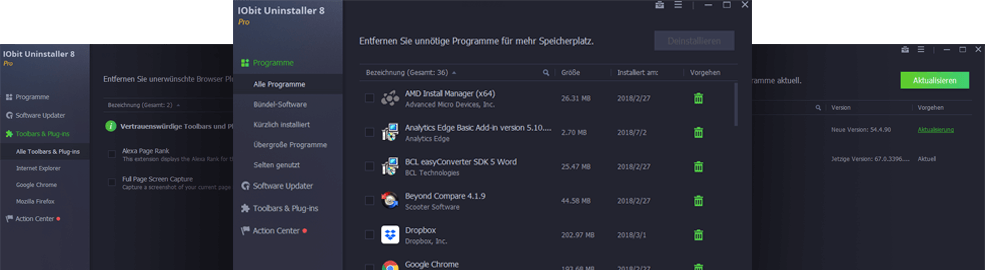 IObit Uninstaller 8
Pro
Entfernen Sie unerwünschte Browser Pl
Programme
Software Updater
Toolbars & Plug-ins
Alle Toolbars & Plug-ins
Internet Explorer
Google Chrome
Mozilla Firefox
Action Center
Bezeichnung (Gesamt: 2)
Vertrauenswürdige Toolbars und Pl
Alexa Page Rank
The extension displays the Alexa Rank for th
Full Page Screen Capture
Capture a screenshot of your current page
IObit Uninstaller 8
Pro
Programme
Alle Programme
Bündel-Software
Kürzlich installiert
Übergroße Programme
Selten genutzt
Software Updater
Toolbars & Plug-ins
Action Center
Entfernen Sie unnötige Programme für mehr Speicherplatz.
Deinstallieren
Bezeichnung (Gesamt: 36) Größe Installiert am: Vorgehen
AMD Install Manager (x64) 26.31 MB 2018/2/27
Advanced Micro Devices, Inc.
Analytics Edge Basic Add-in version 5.10.... 2.70 MB 2018/7/2
Analytics Edge
BCL easyConverter SDK 5 Word 25.47 MB 2018/2/27
BCL Technologies
Beyond Compare 4.1.9 44.58 MB 2018/2/27
Scooter Software
Dropbox 202.97 MB 2018/3/1
Dropbox, Inc.
Google Chrome 193.68 MB 2018/2/27
ramme aktuell.
Aktualisieren
Version Vorgehen
Neue Version: 54.4.90 Aktualisierung
Jetzige Version: 67.0.3396.... Aktuell